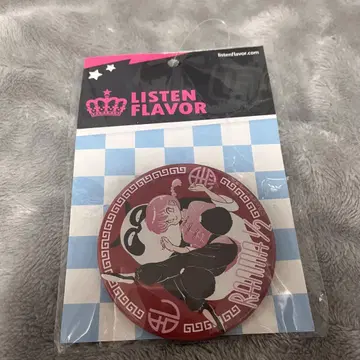 listenflavor.com
LISTEN
FLAVOR
RANMA ½